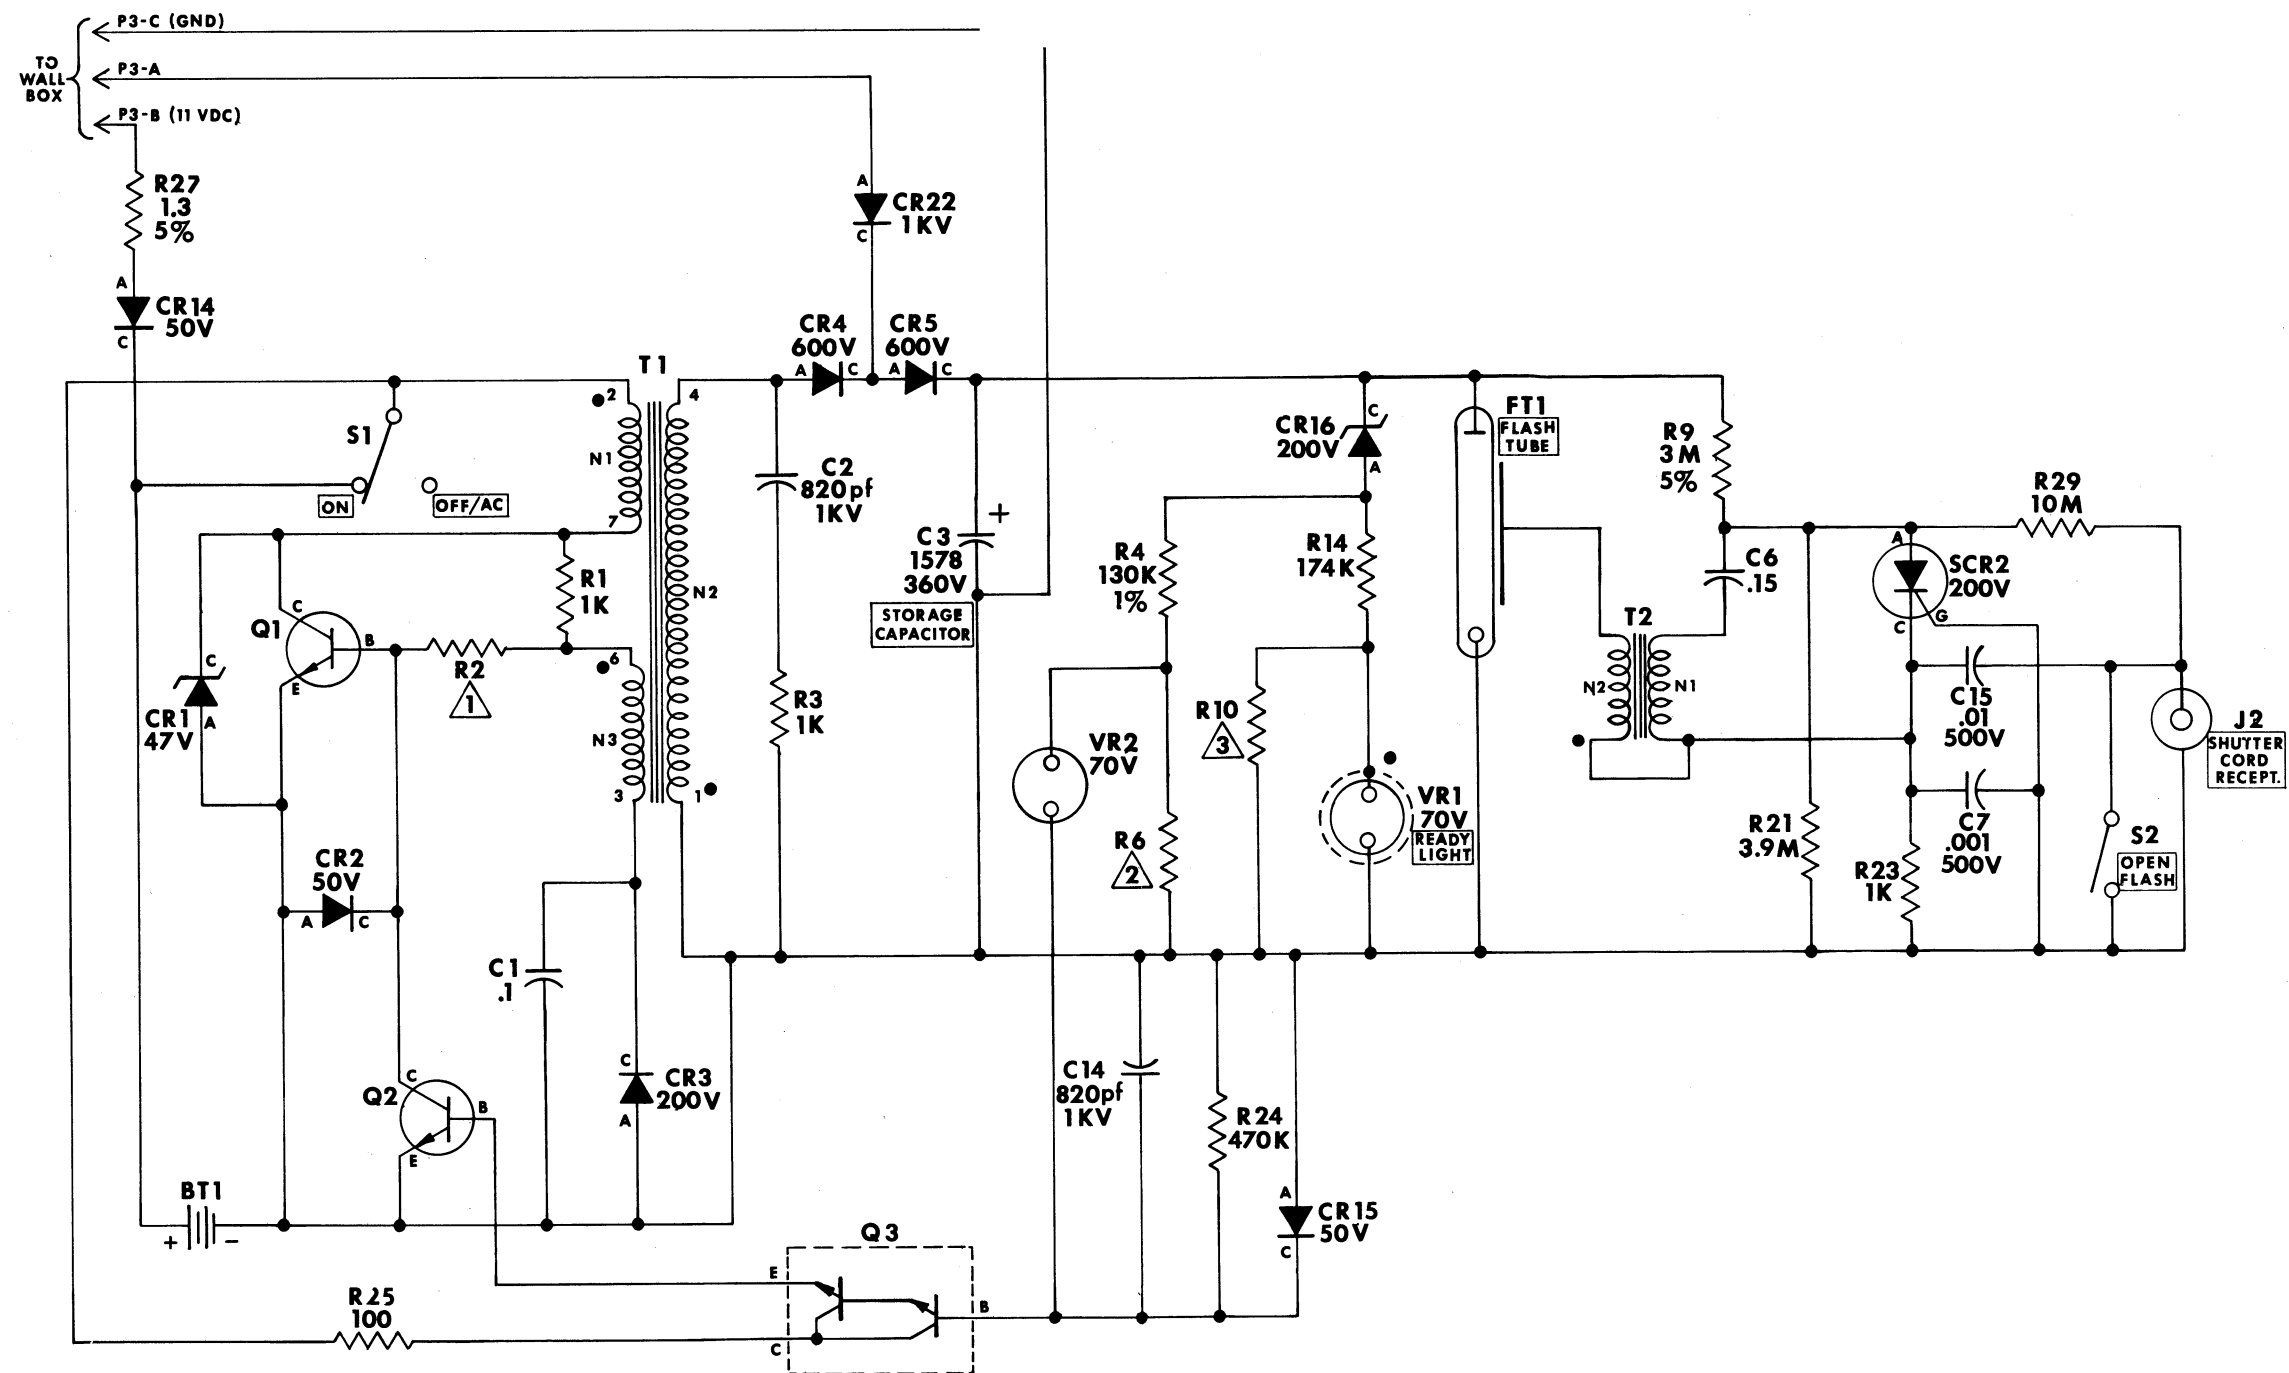 P3-C (GND)
TO
WALL
BOX
P3-A
P3-B (11 VDC)
R27
1.3
5%
A
CR14
50V
C
A
CR22
1KV
C
CR4
600V
A
C
CR5
600V
A
C
T1
2
4
N1
7
N2
6
N3
3
1
S1
ON
OFF/AC
C2
820pf
1KV
R3
1K
C3
1578
360V
+
STORAGE
CAPACITOR
R1
1K
Q1
C
B
E
R2
1
C
CR1
A
47V
CR2
50V
A
C
C1
.1
C
CR3
200V
A
Q2
C
B
E
BT1
+
-
R25
100
Q3
E
C
B
CR16
200V
C
A
R4
130K
1%
R14
174K
R10
3
VR2
70V
R6
2
VR1
70V
READY
LIGHT
C14
820pf
1KV
R24
470K
A
CR15
50V
C
FT1
FLASH
TUBE
R9
3M
5%
C6
.15
T2
N2
N1
R21
3.9M
A
SCR2
200V
G
C
R29
10M
C15
.01
500V
C7
.001
500V
R23
1K
S2
OPEN
FLASH
J2
SHUTTER
CORD
RECEPT.